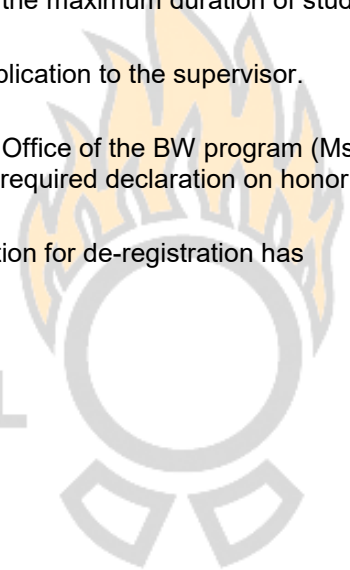 the maximum duration of stud
plication to the supervisor.
Office of the BW program (Ms
required declaration on honor
tion for de-registration has
L